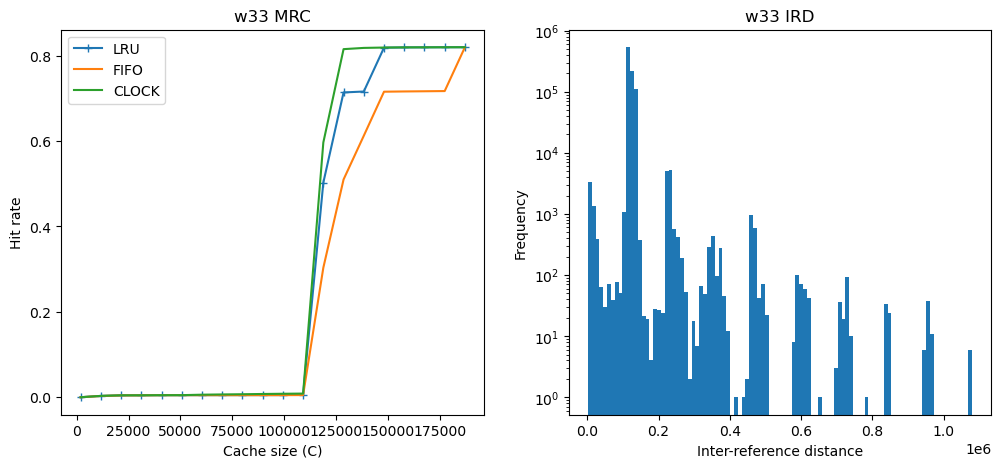 w33 MRC
LRU
FIFO
CLOCK
0.8
0.6
0.4
0.2
0.0
Hit rate
0 25000 50000 75000 100000 125000 150000 175000
Cache size (C)
w33 IRD
10^6
10^5
10^4
10^3
10^2
10^1
10^0
Frequency
0.0 0.2 0.4 0.6 0.8 1.0
1e6
Inter-reference distance